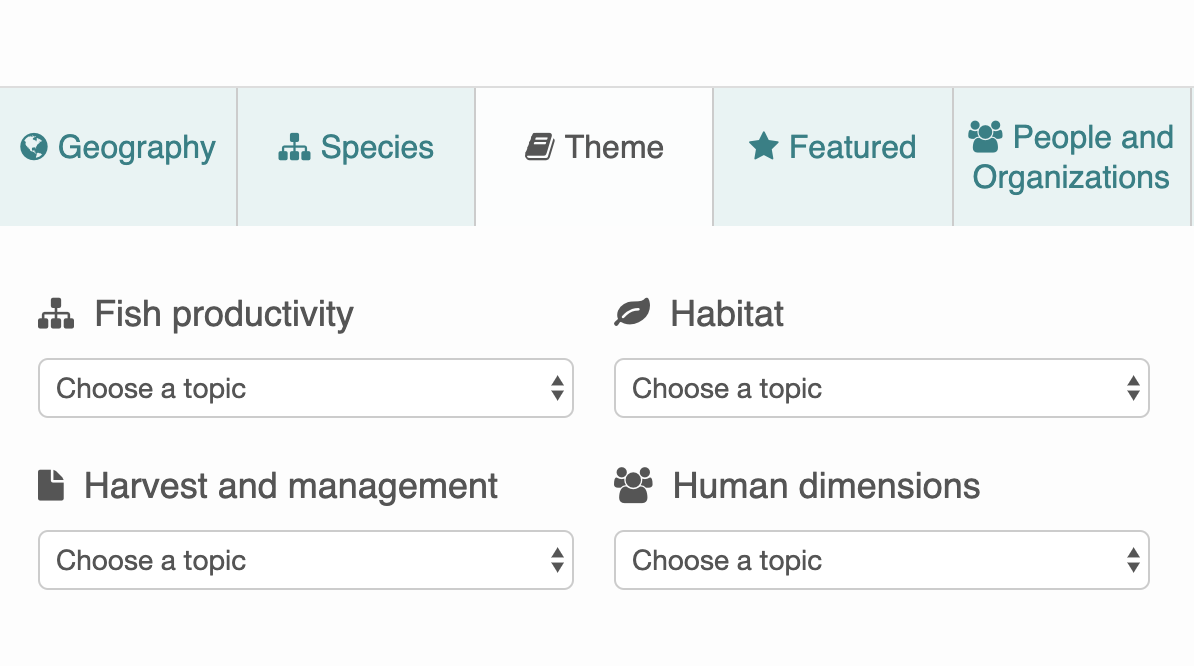 Geography
Species
Theme
Featured
People and
Organizations
Fish productivity
Habitat
Choose a topic
Choose a topic
Harvest and management
Human dimensions
Choose a topic
Choose a topic